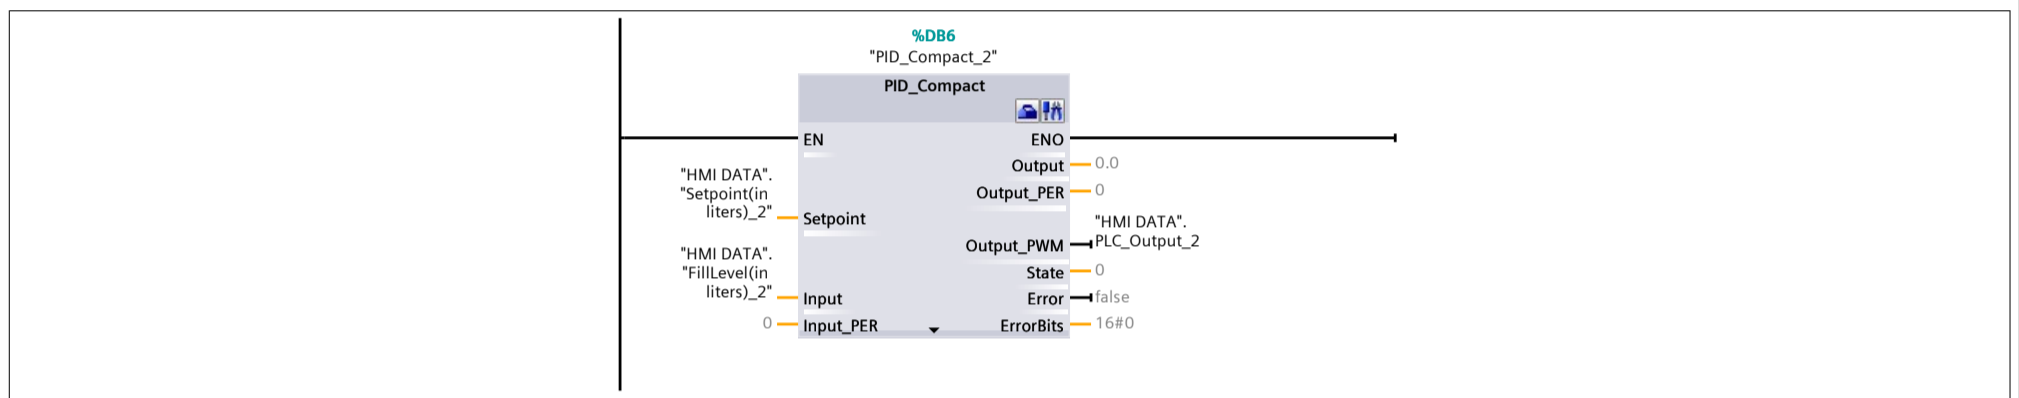 %DB6
"PID_Compact_2"
PID_Compact
EN
ENO
Output
0.0
Output_PER
0
"HMI DATA".
"Setpoint(in
liters)_2"
Setpoint
"HMI DATA".
PLC_Output_2
Output_PWM
"HMI DATA".
"FillLevel(in
liters)_2"
Input
State
0
Error
false
0
Input_PER
ErrorBits
16#0